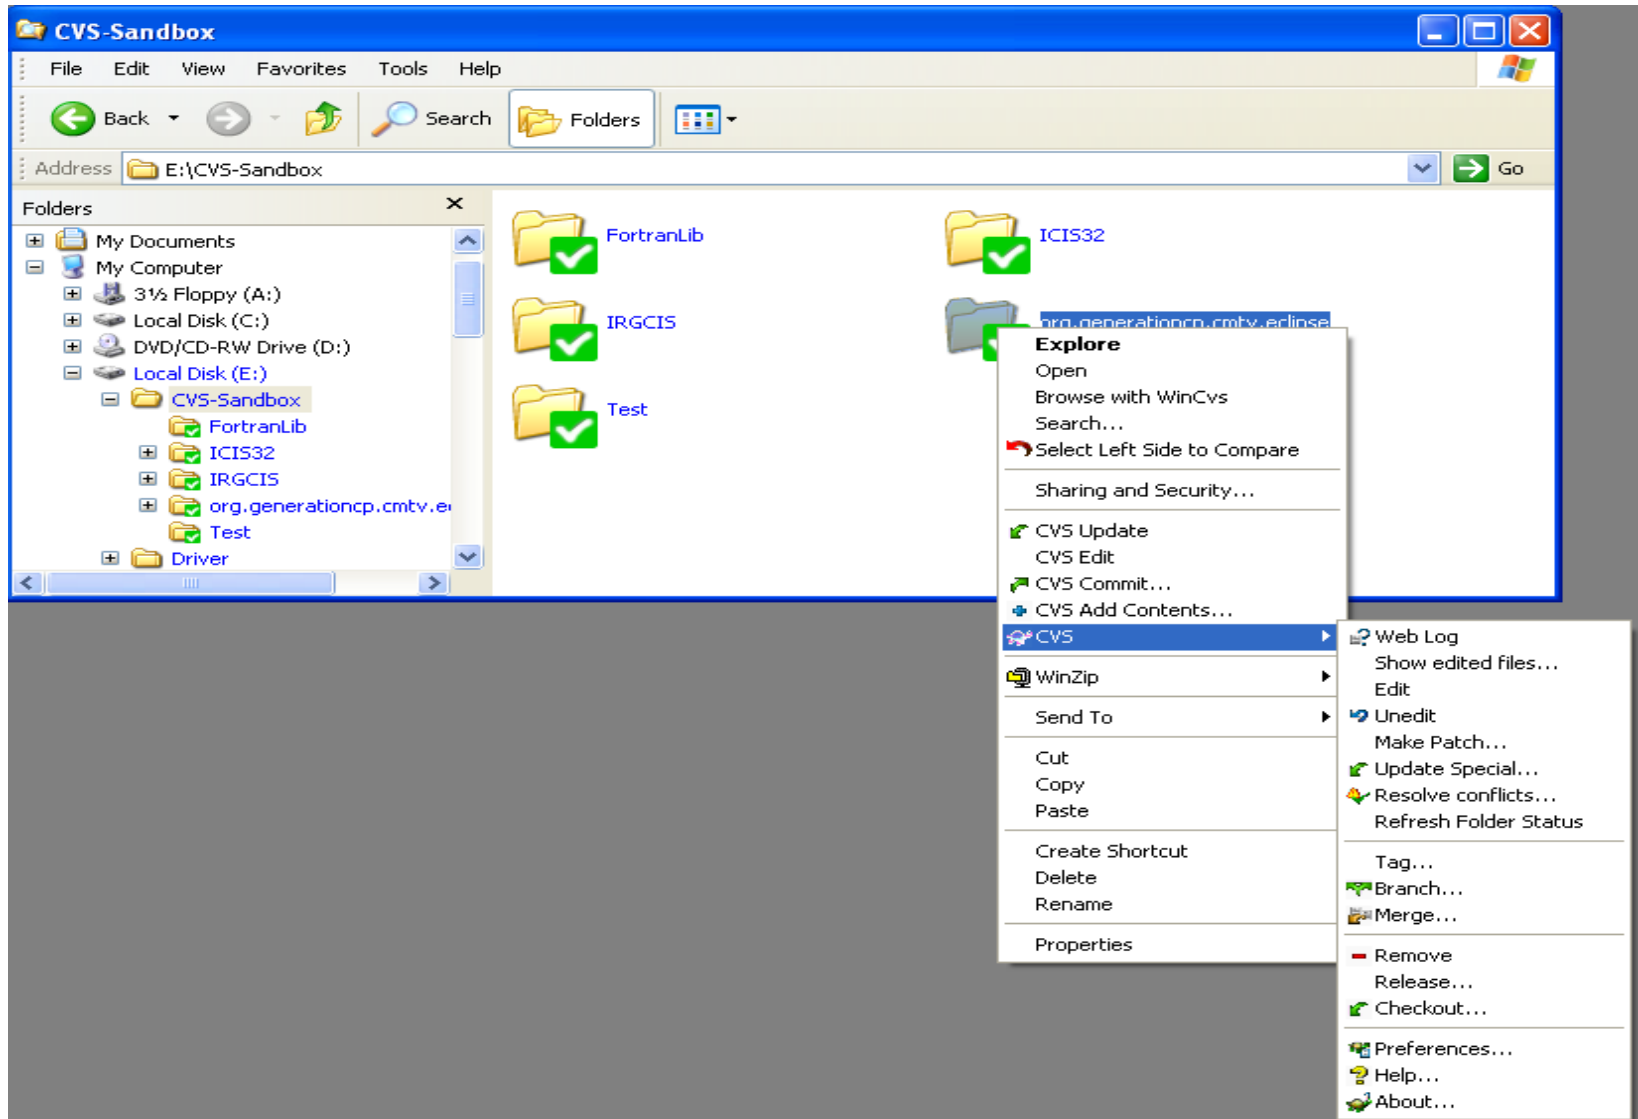 CVS-Sandbox
File Edit View Favorites Tools Help
Back Search Folders
Address E:\CVS-Sandbox Go
Folders
My Documents
My Computer
3½ Floppy (A:)
Local Disk (C:)
DVD/CD-RW Drive (D:)
Local Disk (E:)
CVS-Sandbox
FortranLib
ICIS32
IRGCIS
org.generationcp.cmtv.e
Test
Driver
FortranLib
ICIS32
IRGCIS
org.generationcp.cmtv.eclipse
Test
Explore
Open
Browse with WinCvs
Search...
Select Left Side to Compare
Sharing and Security...
CVS Update
CVS Edit
CVS Commit...
CVS Add Contents...
CVS
WinZip
Send To
Cut
Copy
Paste
Create Shortcut
Delete
Rename
Properties
Web Log
Show edited files...
Edit
Unedit
Make Patch...
Update Special...
Resolve conflicts...
Refresh Folder Status
Tag...
Branch...
Merge...
Remove
Release...
Checkout...
Preferences...
Help...
About...